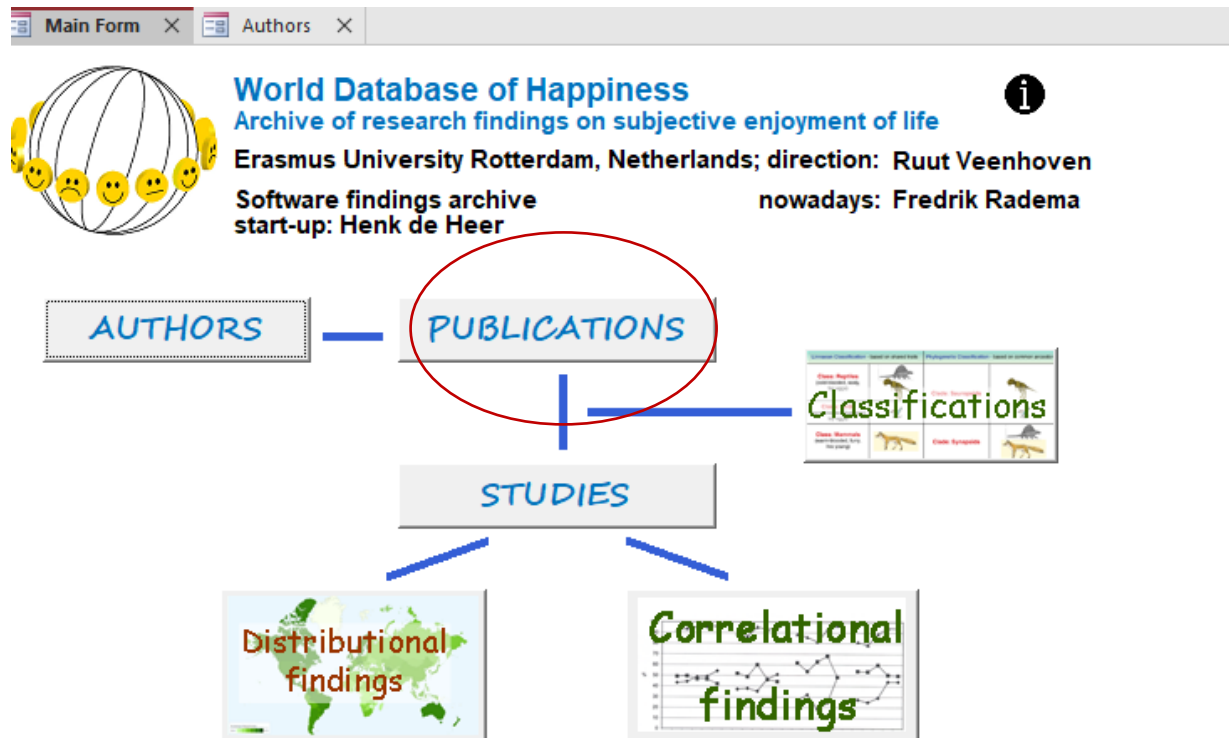 Main Form
Authors
World Database of Happiness
Archive of research findings on subjective enjoyment of life
Erasmus University Rotterdam, Netherlands; direction: Ruut Veenhoven
Software findings archive nowadays: Fredrik Radema
start-up: Henk de Heer
AUTHORS
PUBLICATIONS
Classifications
STUDIES
Distributional
findings
Correlational
findings